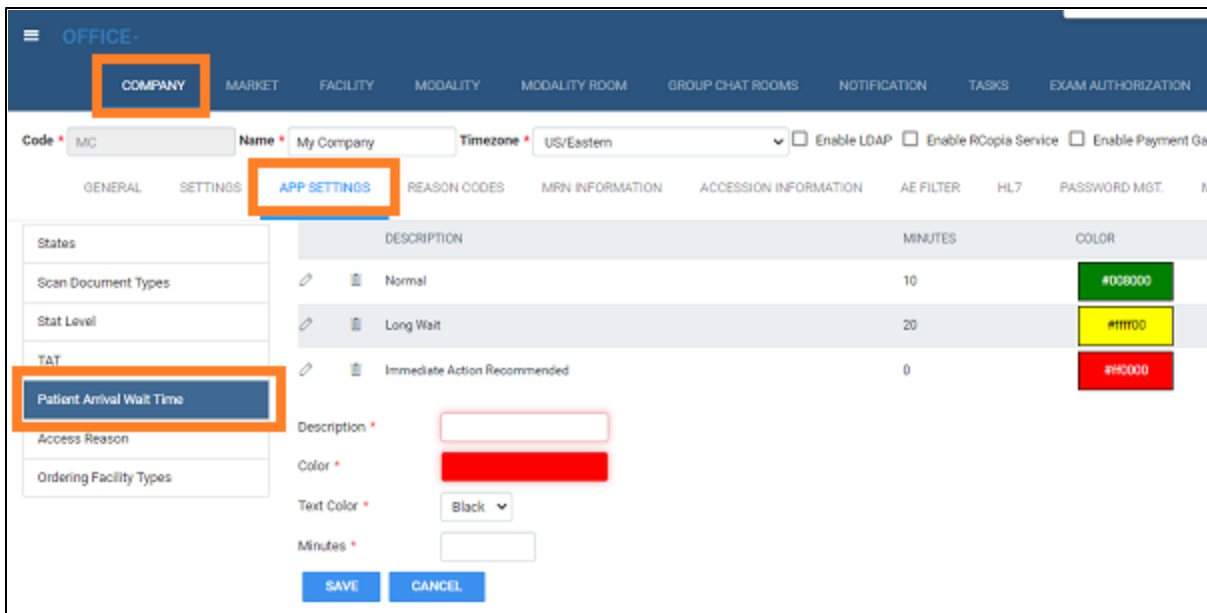 OFFICE-
COMPANY MARKET FACILITY MODALITY MODALITY ROOM GROUP CHAT ROOMS NOTIFICATION TASKS EXAM AUTHORIZATION
Code * MC Name * My Company Timezone * US/Eastern Enable LDAP Enable RCopia Service Enable Payment Ga
GENERAL SETTINGS APP SETTINGS REASON CODES MRN INFORMATION ACCESSION INFORMATION AE FILTER HL7 PASSWORD MGT.
States
Scan Document Types
Stat Level
TAT
Patient Arrival Wait Time
Access Reason
Ordering Facility Types
DESCRIPTION MINUTES COLOR
Normal 10 #008000
Long Wait 20 #ffff00
Immediate Action Recommended 0 #ff0000
Description *
Color *
Text Color * Black
Minutes *
SAVE CANCEL